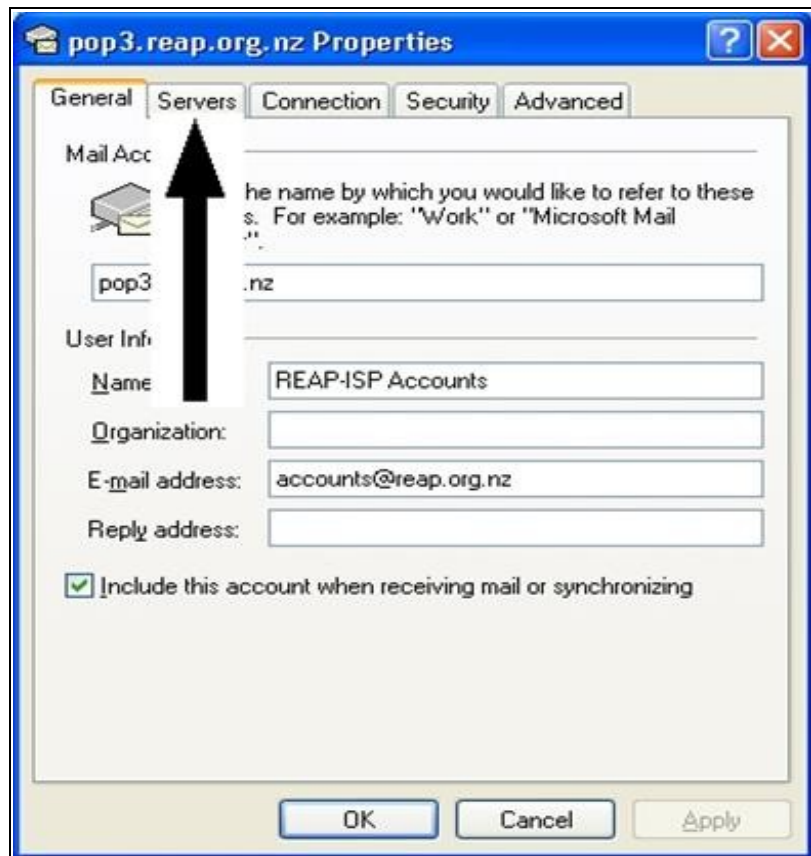 pop3.reap.org.nz Properties
General Servers Connection Security Advanced
Mail Acc
he name by which you would like to refer to these
s. For example: "Work" or "Microsoft Mail
".
pop3 .nz
User Inf
Name
REAP-ISP Accounts
Organization:
E-mail address: accounts@reap.org.nz
Reply address:
Include this account when receiving mail or synchronizing
OK Cancel Apply